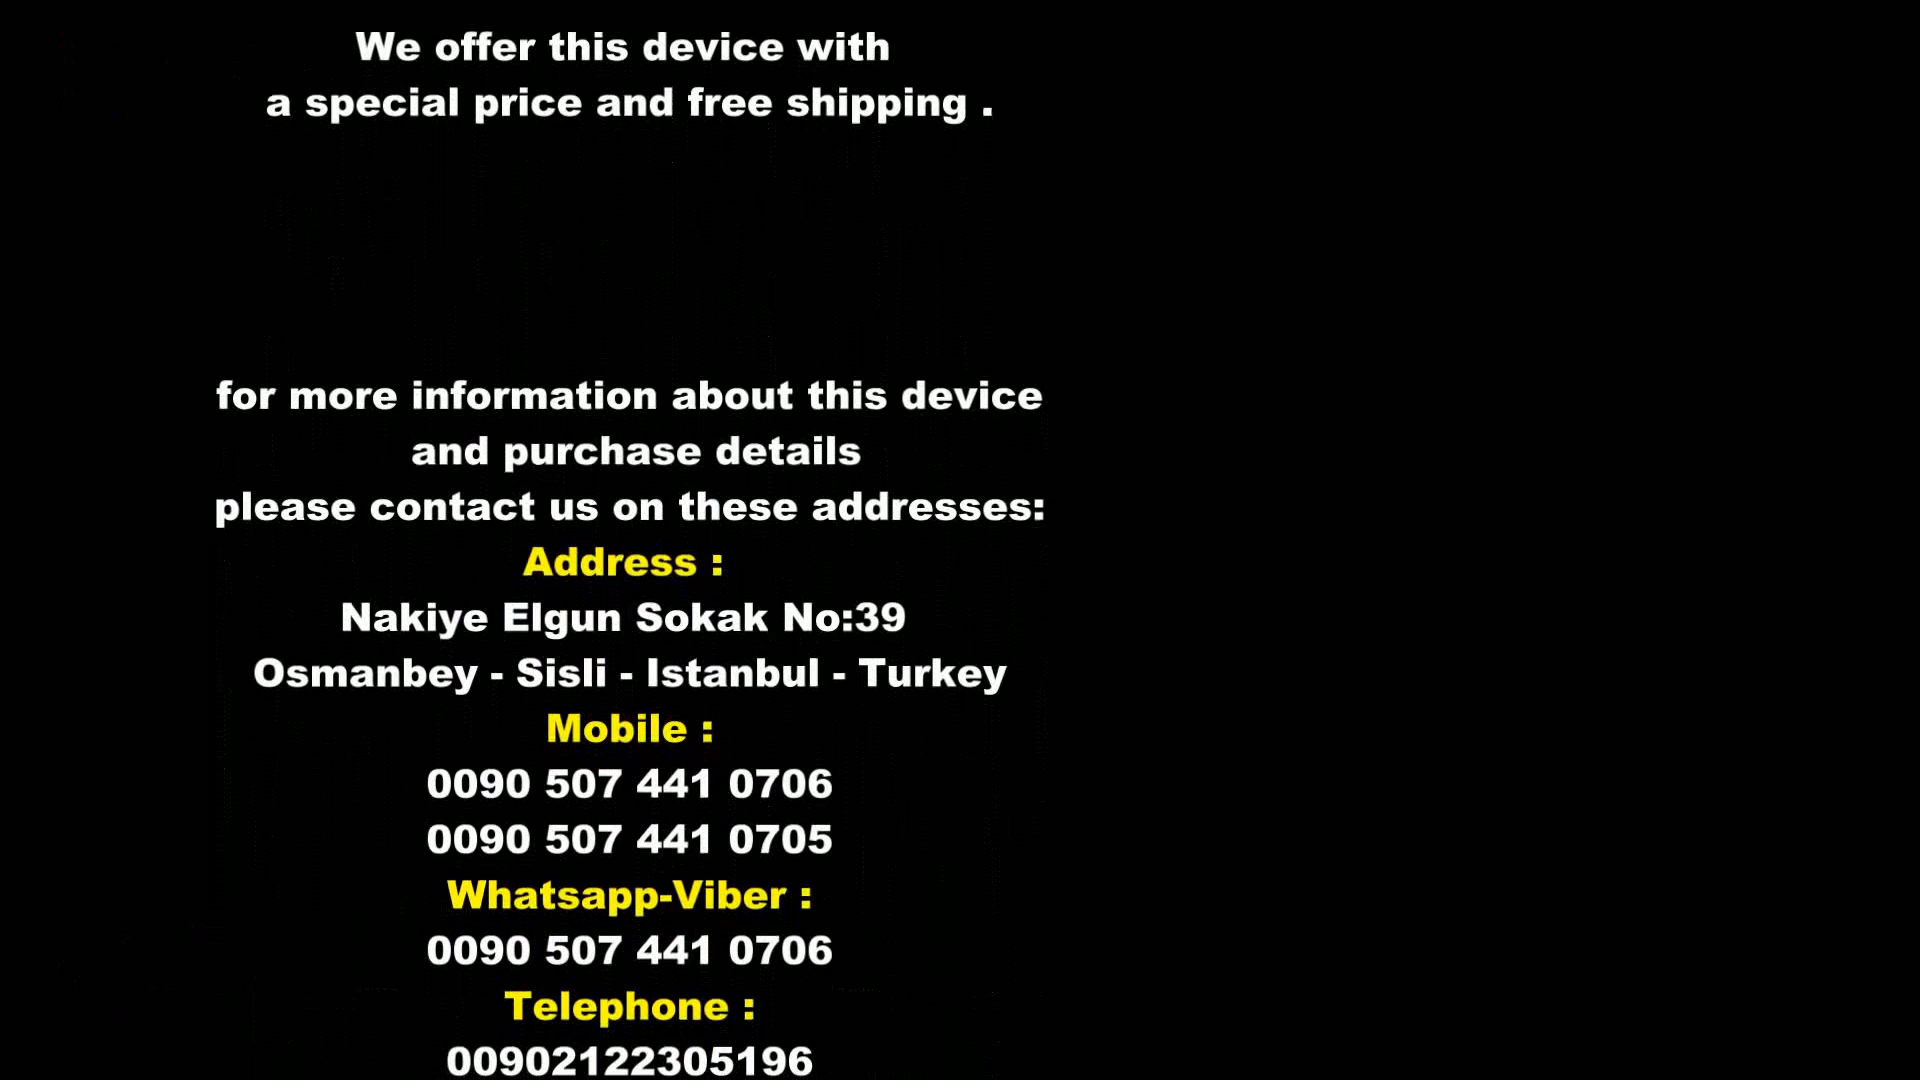 We offer this device with
a special price and free shipping .
for more information about this device
and purchase details
please contact us on these addresses:
Address :
Nakiye Elgun Sokak No:39
Osmanbey - Sisli - Istanbul - Turkey
Mobile :
0090 507 441 0706
0090 507 441 0705
Whatsapp-Viber :
0090 507 441 0706
Telephone :
00902122305196